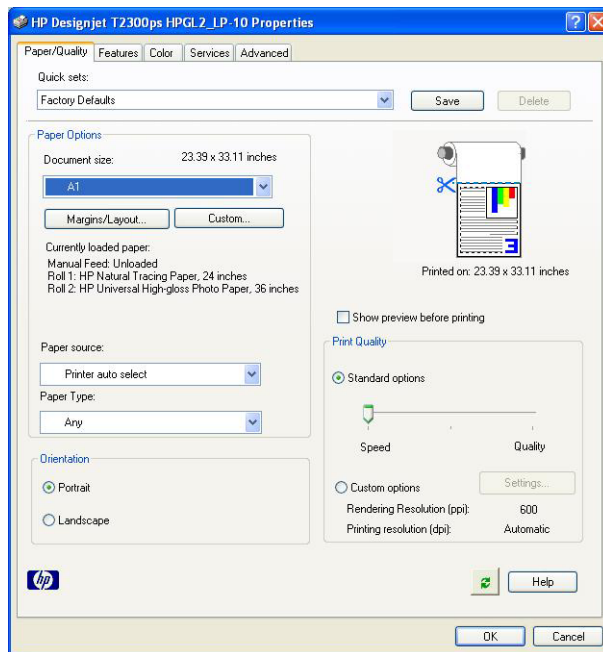 HP Designjet T2300ps HPGL2_LP-10 Properties
Paper/Quality Features Color Services Advanced
Quick sets:
Factory Defaults Save Delete
Paper Options
Document size: 23.39 x 33.11 inches
A1
Margins/Layout... Custom...
Currently loaded paper:
Manual Feed: Unloaded
Roll 1: HP Natural Tracing Paper, 24 inches
Roll 2: HP Universal High-gloss Photo Paper, 36 inches
Paper source:
Printer auto select
Paper Type:
Any
Orientation
Portrait
Landscape
3
Printed on: 23.39 x 33.11 inches
Show preview before printing
Print Quality
Standard options
Speed Quality
Custom options Settings...
Rendering Resolution (ppi): 600
Printing resolution (dpi): Automatic
hp Help
OK Cancel